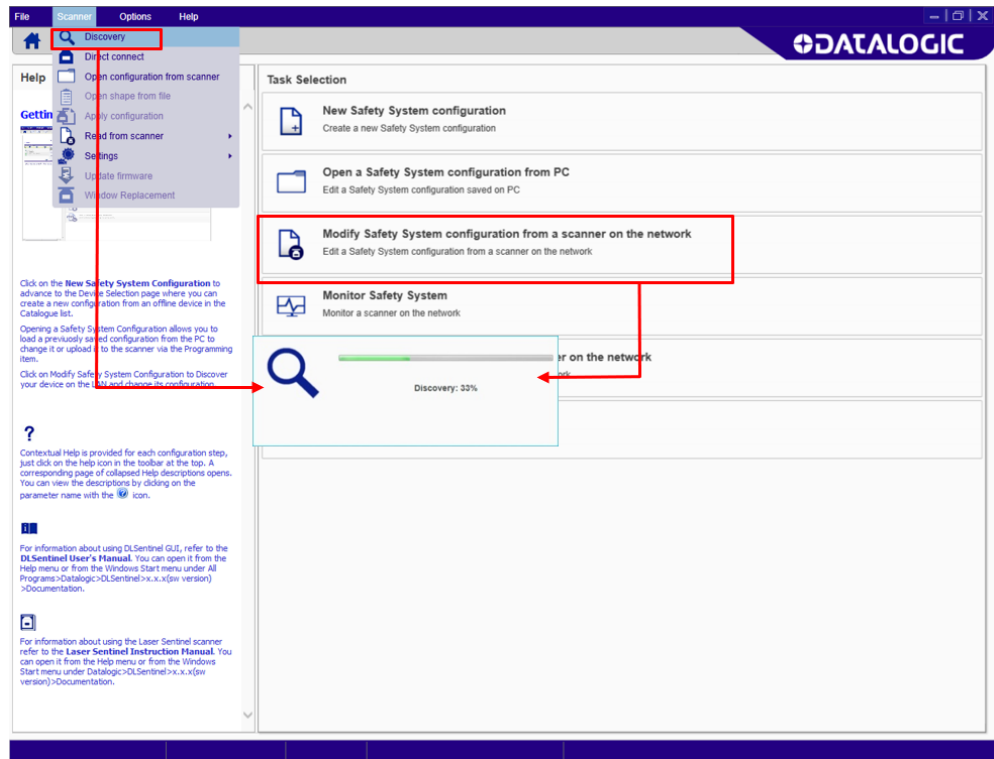 File Scanner Options Help
DATALOGIC
Discovery
Direct connect
Open configuration from scanner
Open shape from file
Apply configuration
Read from scanner
Settings
Update firmware
Window Replacement
Help
Gettin
Click on the New Safety System Configuration to
advance to the Device Selection page where you can
create a new configuration from an offline device in the
Catalogue list.
Opening a Safety System Configuration allows you to
load a previuosly saved configuration from the PC to
change it or upload it to the scanner via the Programming
item.
Click on Modify Safety System Configuration to Discover
your device on the LAN and change its configuration.
?
Contextual Help is provided for each configuration step,
just click on the help icon in the toolbar at the top. A
corresponding page of collapsed Help descriptions opens.
You can view the descriptions by clicking on the
parameter name with the ? icon.
For information about using DLSentinel GUI, refer to the
DLSentinel User's Manual. You can open it from the
Help menu or from the Windows Start menu under All
Programs>Datalogic>DLSentinel>x.x.x(sw version)
>Documentation.
For information about using the Laser Sentinel scanner
refer to the Laser Sentinel Instruction Manual. You
can open it from the Help menu or from the Windows
Start menu under Datalogic>DLSentinel>x.x.x(sw
version)>Documentation.
Task Selection
New Safety System configuration
Create a new Safety System configuration
Open a Safety System configuration from PC
Edit a Safety System configuration saved on PC
Modify Safety System configuration from a scanner on the network
Edit a Safety System configuration from a scanner on the network
Monitor Safety System
Monitor a scanner on the network
er on the network
Discovery: 33%